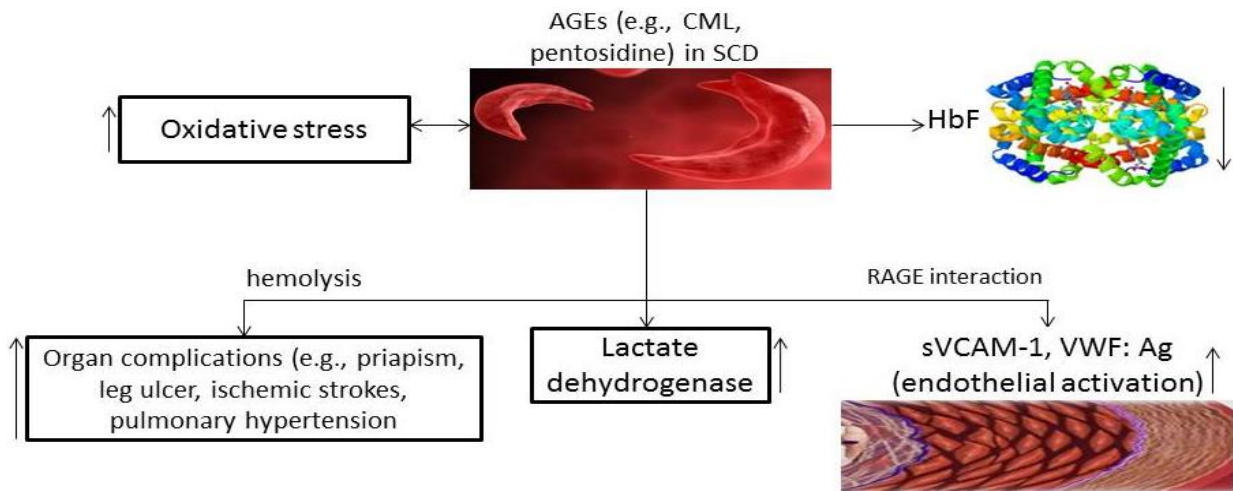 AGEs (e.g., CML,
pentosidine) in SCD
Oxidative stress
HbF
hemolysis
RAGE interaction
Organ complications (e.g., priapism,
leg ulcer, ischemic strokes,
pulmonary hypertension
Lactate
dehydrogenase
sVCAM-1, VWF: Ag
(endothelial activation)